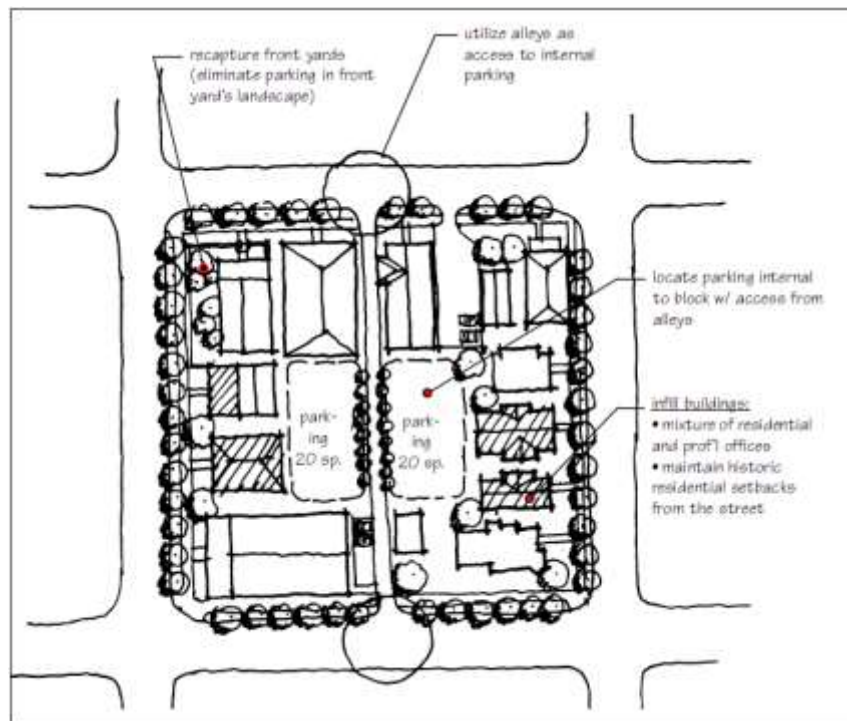 recapture front yards
(eliminate parking in front
yard's landscape)
utilize alleys as
access to internal
parking
locate parking internal
to block w/ access from
alleys
infill buildings:
• mixture of residential
and prof'l offices
• maintain historic
residential setbacks
from the street
park-
ing
20 sp.
park-
ing
20 sp.